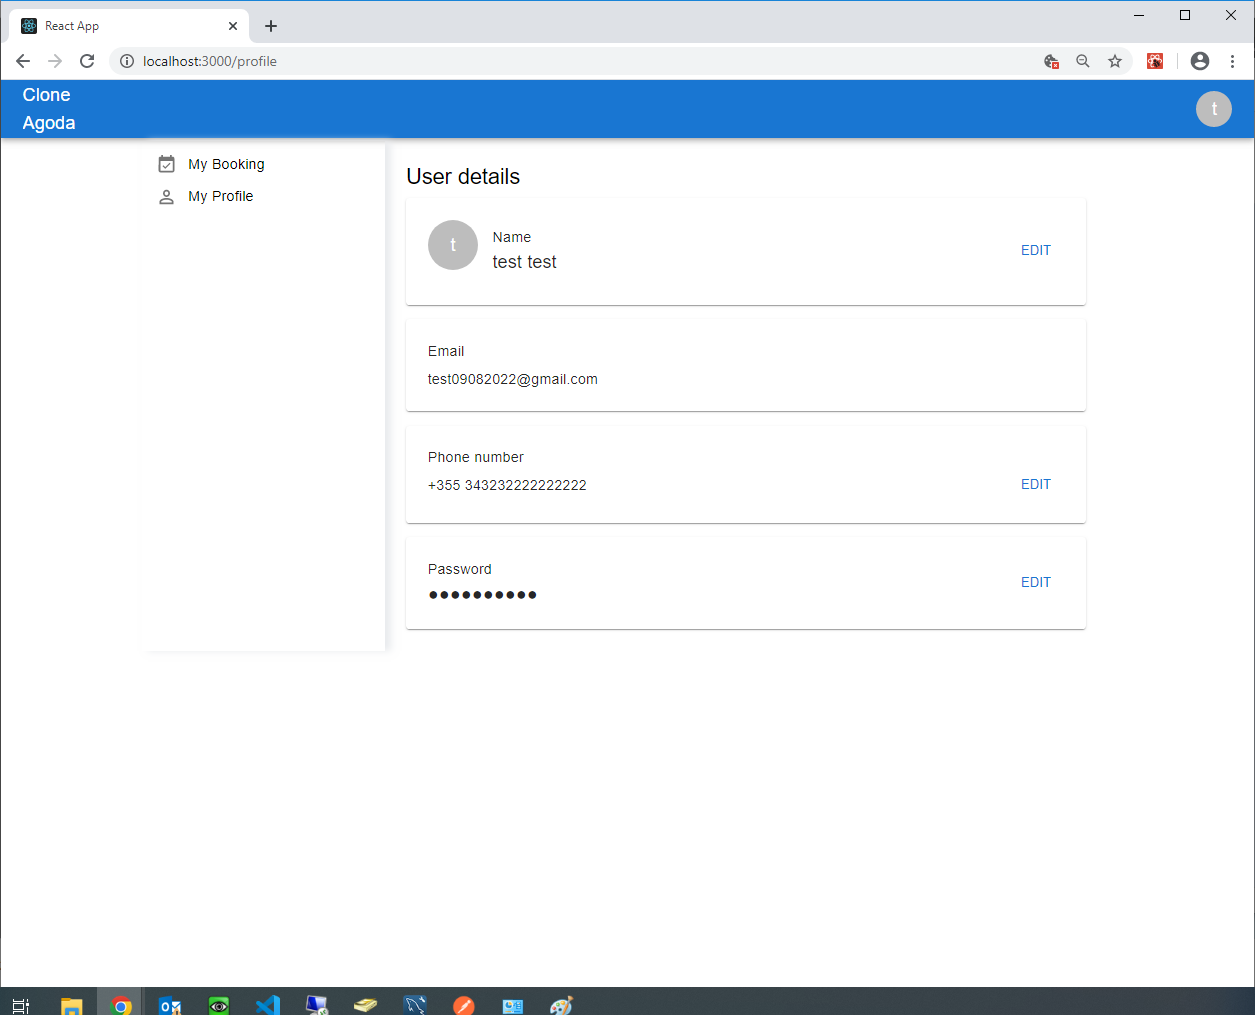 React App
localhost:3000/profile
Clone
Agoda
t
My Booking
My Profile
User details
t
Name
test test
EDIT
Email
test09082022@gmail.com
Phone number
+355 343232222222222
EDIT
Password
●●●●●●●●●●
EDIT